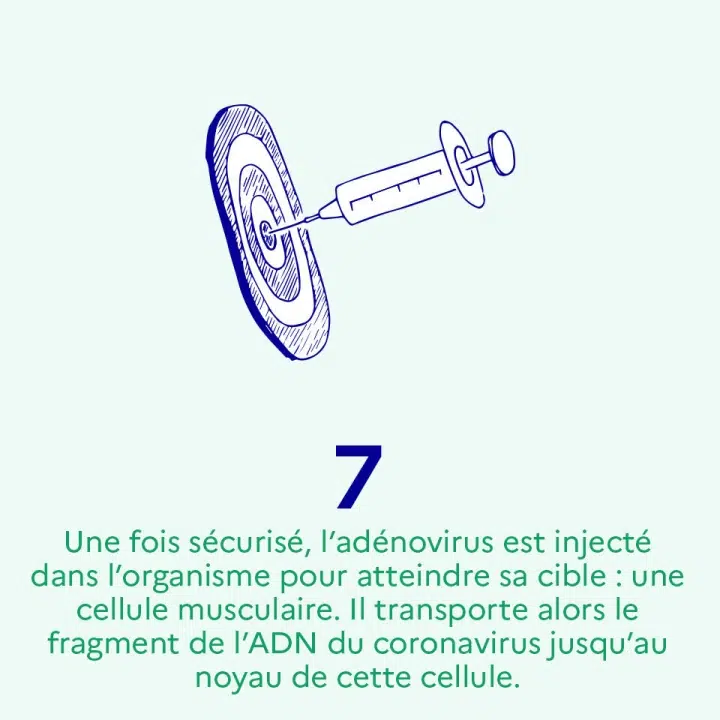 7
Une fois sécurisé, l'adénovirus est injecté
dans l'organisme pour atteindre sa cible : une
cellule musculaire. Il transporte alors le
fragment de l'ADN du coronavirus jusqu'au
noyau de cette cellule.